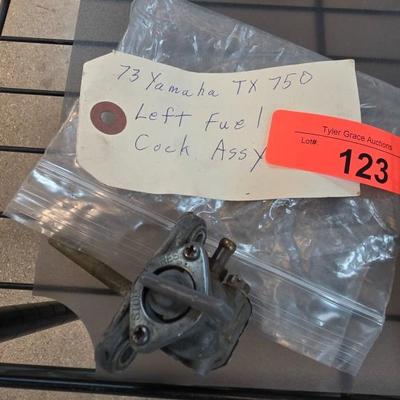 73 Yamaha TX 750
Left Fuel
Cock Assy
Tyler Grace Auctions
Lot#
123